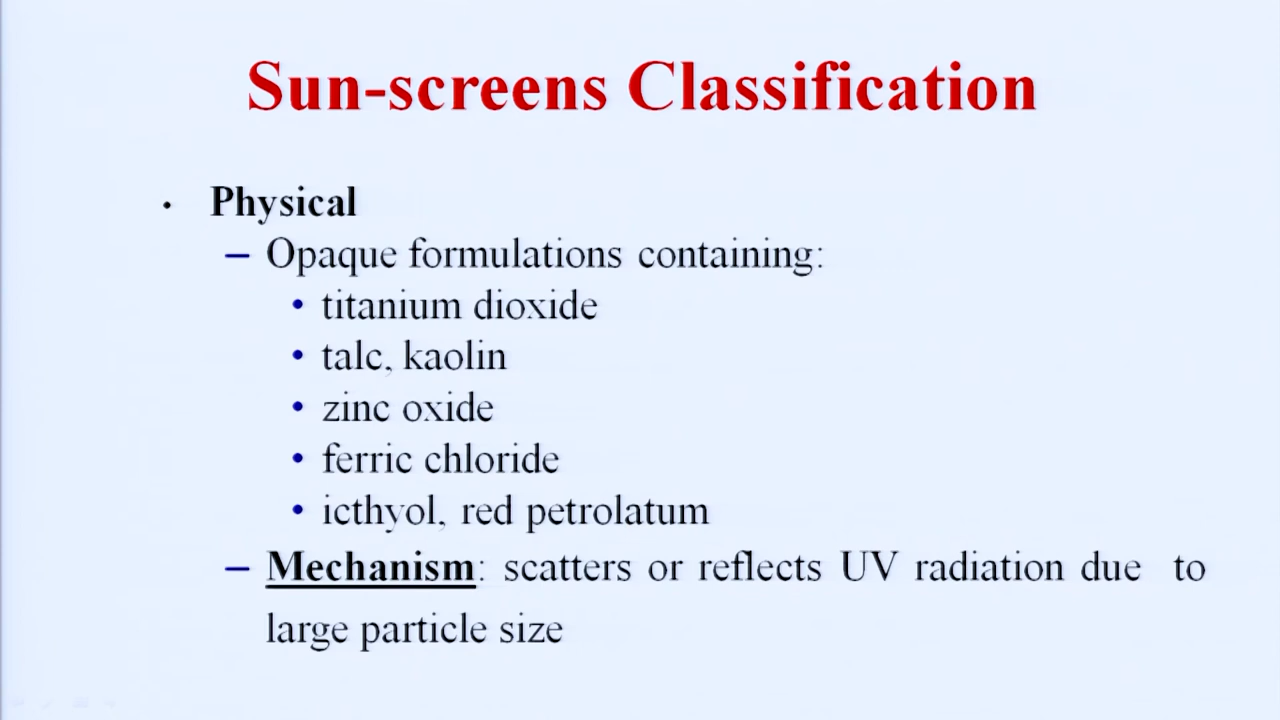 Sun-screens Classification
• Physical
– Opaque formulations containing:
• titanium dioxide
• talc, kaolin
• zinc oxide
• ferric chloride
• icthyol, red petrolatum
– Mechanism: scatters or reflects UV radiation due to
large particle size